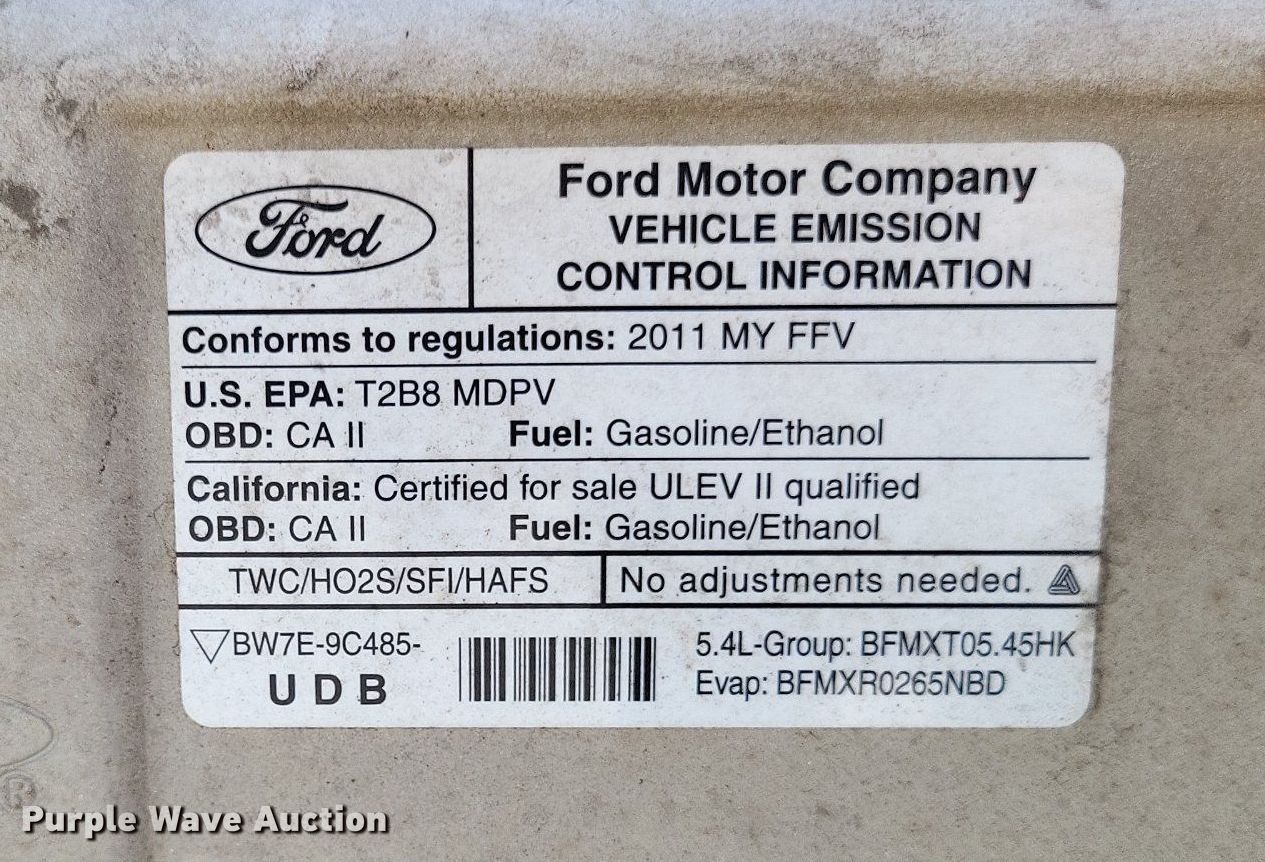 Ford
Ford Motor Company
VEHICLE EMISSION
CONTROL INFORMATION
Conforms to regulations: 2011 MY FFV
U.S. EPA: T2B8 MDPV
OBD: CA II Fuel: Gasoline/Ethanol
California: Certified for sale ULEV II qualified
OBD: CA II Fuel: Gasoline/Ethanol
TWC/HO2S/SFI/HAFS No adjustments needed.
BW7E-9C485-
UDB
5.4L-Group: BFMXT05.45HK
Evap: BFMXR0265NBD
®
Purple Wave Auction